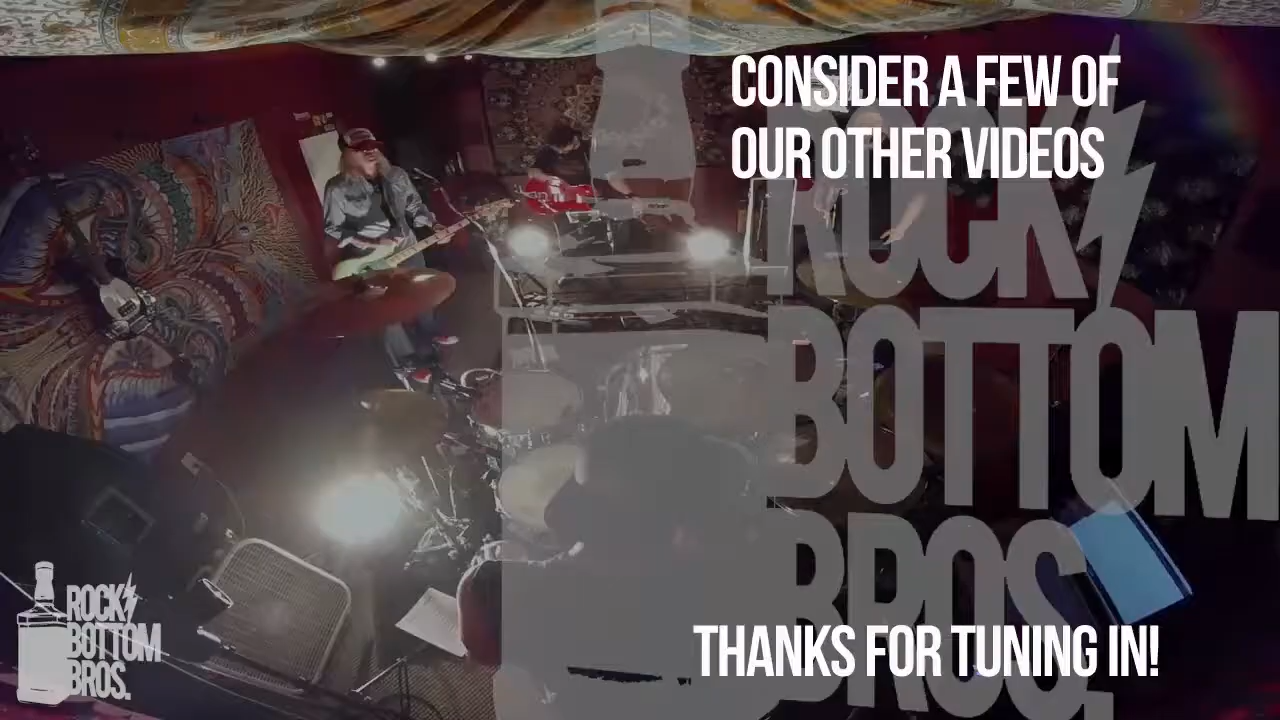 CONSIDER A FEW OF
OUR OTHER VIDEOS
ROCK
BOTTOM
BROS.
THANKS FOR TUNING IN!
ROCK
BOTTOM
BROS.